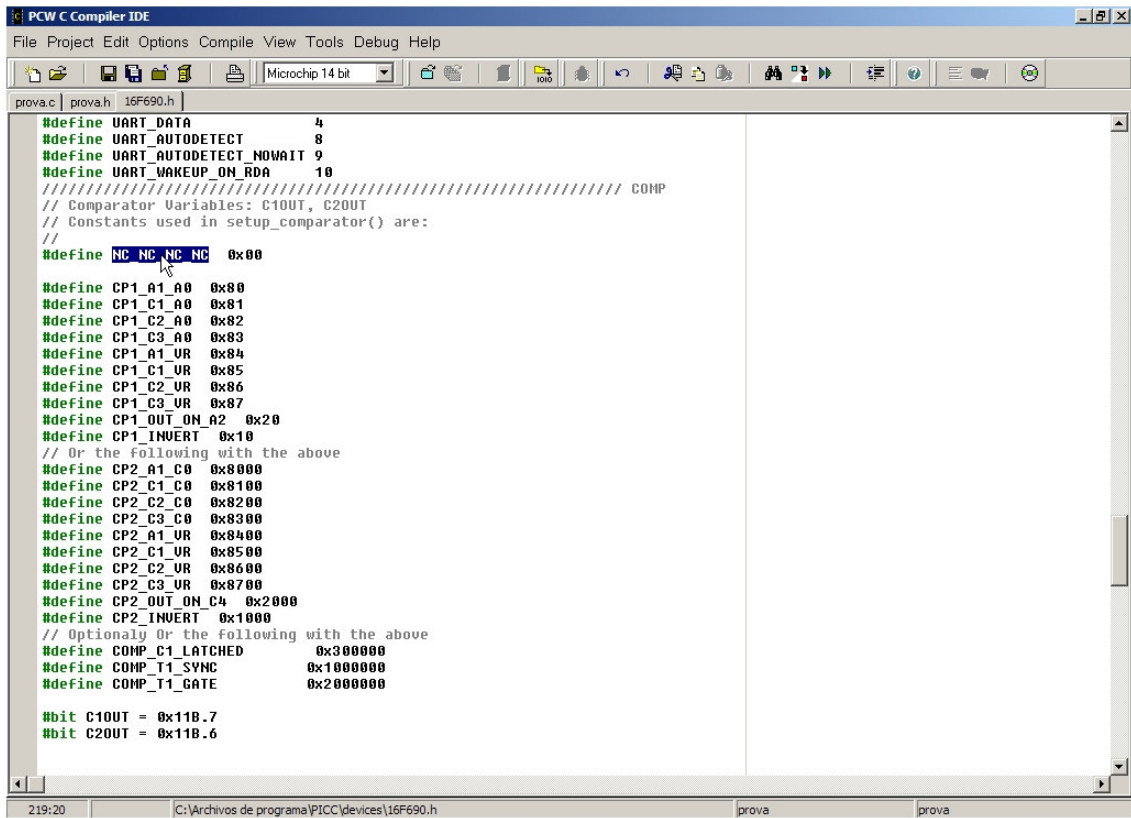 PCW C Compiler IDE
File Project Edit Options Compile View Tools Debug Help
Microchip 14 bit
prova.c prova.h 16F690.h
#define UART_DATA 4
#define UART_AUTODETECT 8
#define UART_AUTODETECT_NOWAIT 9
#define UART_WAKEUP_ON_RDA 10
////////////////////////////////////////////////////////////////// COMP
// Comparator Variables: C1OUT, C2OUT
// Constants used in setup_comparator() are:
//
#define NC_NC_NC_NC 0x00
#define CP1_A1_A0 0x80
#define CP1_C1_A0 0x81
#define CP1_C2_A0 0x82
#define CP1_C3_A0 0x83
#define CP1_A1_VR 0x84
#define CP1_C1_VR 0x85
#define CP1_C2_VR 0x86
#define CP1_C3_VR 0x87
#define CP1_OUT_ON_A2 0x20
#define CP1_INVERT 0x10
// Or the following with the above
#define CP2_A1_C0 0x8000
#define CP2_C1_C0 0x8100
#define CP2_C2_C0 0x8200
#define CP2_C3_C0 0x8300
#define CP2_A1_VR 0x8400
#define CP2_C1_VR 0x8500
#define CP2_C2_VR 0x8600
#define CP2_C3_VR 0x8700
#define CP2_OUT_ON_C4 0x2000
#define CP2_INVERT 0x1000
// Optionaly Or the following with the above
#define COMP_C1_LATCHED 0x300000
#define COMP_T1_SYNC 0x1000000
#define COMP_T1_GATE 0x2000000
#bit C1OUT = 0x11B.7
#bit C2OUT = 0x11B.6
219:20 C:\Archivos de programa\PICC\devices\16F690.h prova prova